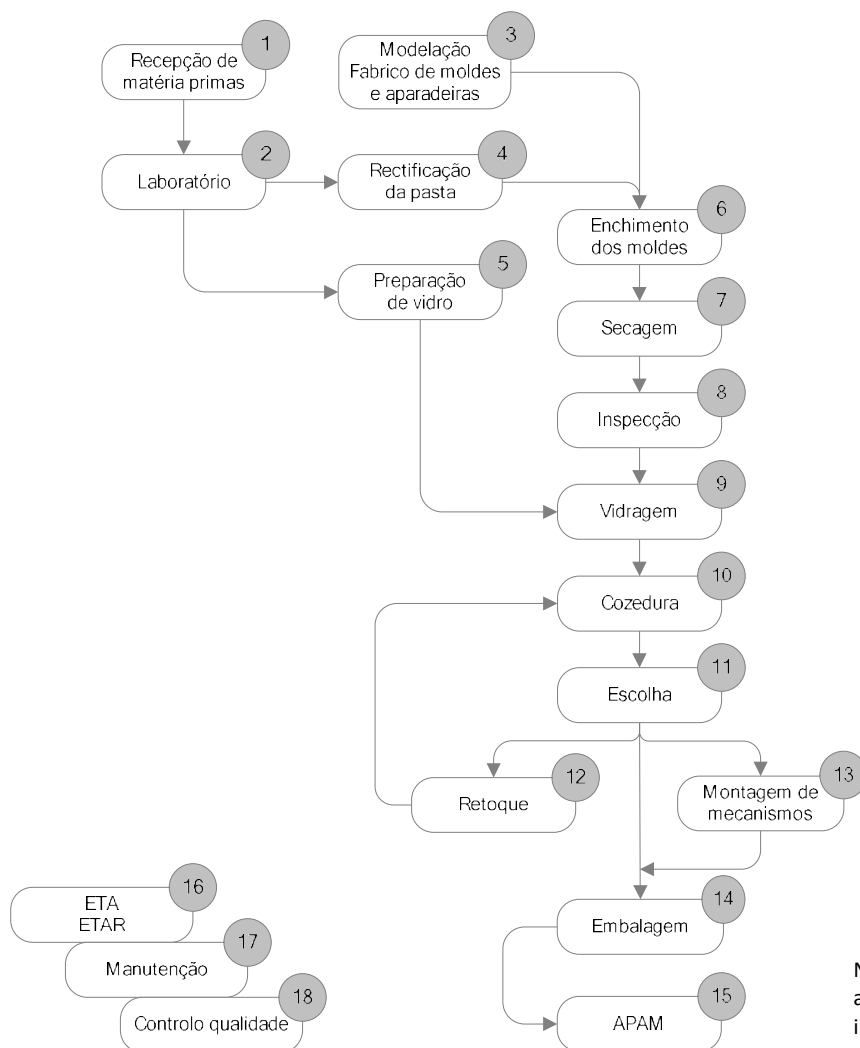 1
Recepção de
matéria primas
3
Modelação
Fabrico de moldes
e aparadeiras
2
Laboratório
4
Rectificação
da pasta
6
Enchimento
dos moldes
5
Preparação
de vidro
7
Secagem
8
Inspecção
9
Vidragem
10
Cozedura
11
Escolha
12
Retoque
13
Montagem de
mecanismos
14
Embalagem
15
APAM
16
ETA
ETAR
17
Manutenção
18
Controlo qualidade
N
a
i